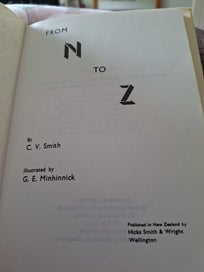 FROM
N
TO
Z
By
C. V. Smith
Illustrated by
G. E. Minhinnick
Published in New Zealand by
Hicks Smith & Wright
Wellington